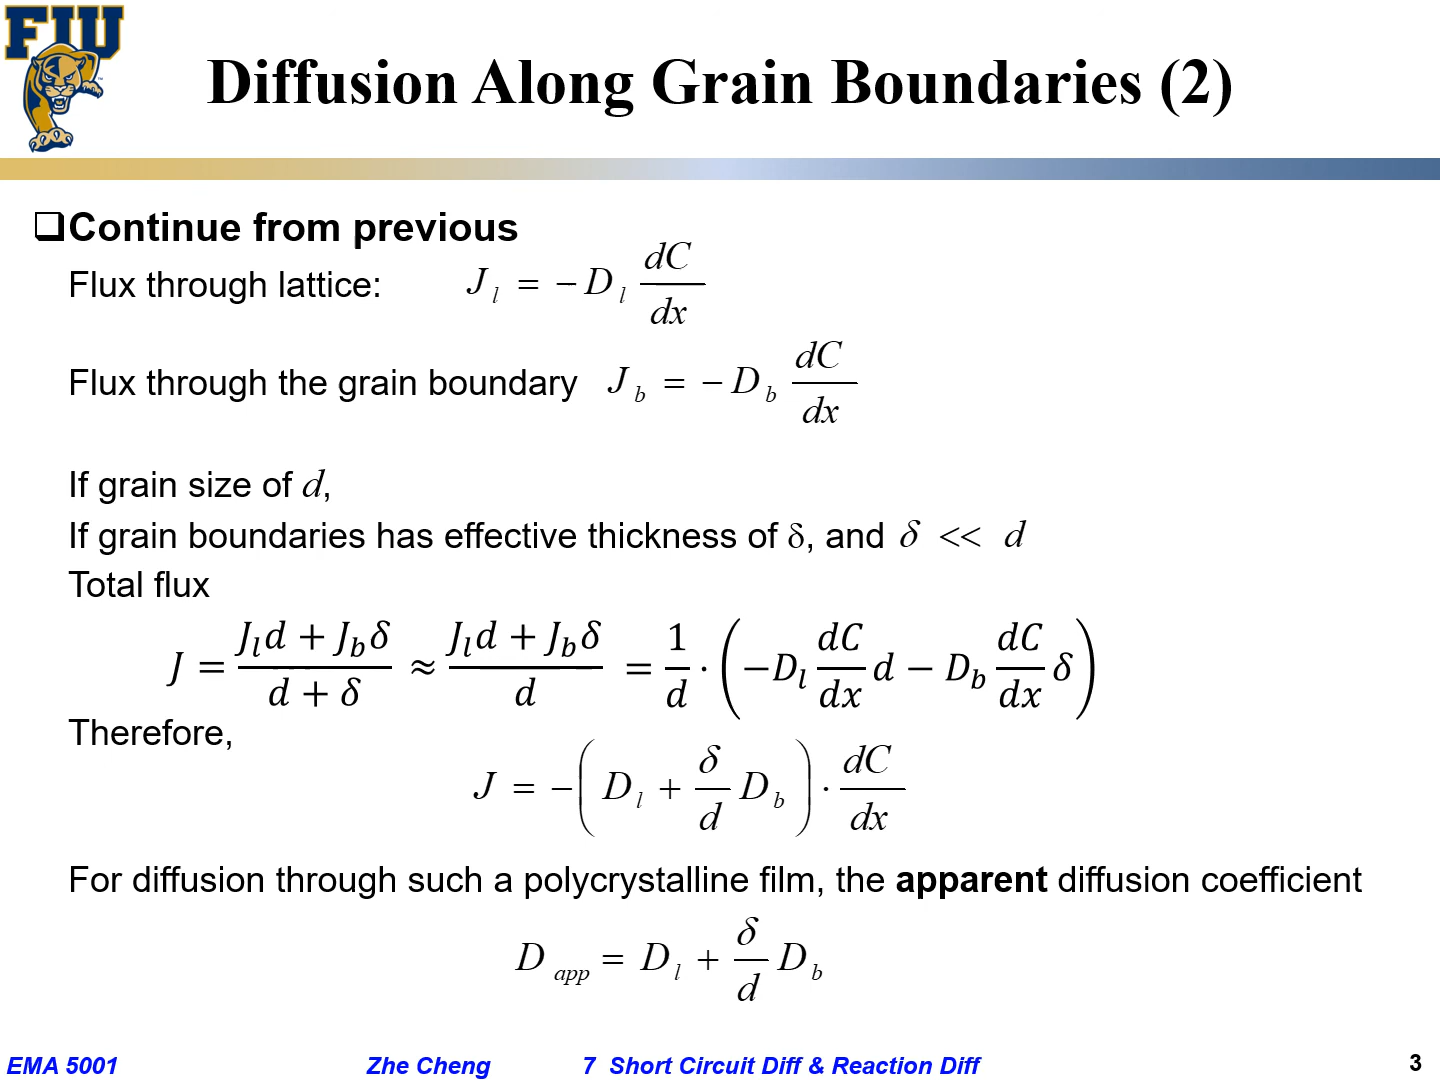 FIU
Diffusion Along Grain Boundaries (2)
❑Continue from previous
Flux through lattice: J_l = −D_l dC/dx
Flux through the grain boundary J_b = −D_b dC/dx
If grain size of d,
If grain boundaries has effective thickness of δ, and δ << d
Total flux
J = (J_l d + J_b δ)/(d + δ) ≈ (J_l d + J_b δ)/d = 1/d · (−D_l dC/dx d − D_b dC/dx δ)
Therefore,
J = −(D_l + δ/d D_b) · dC/dx
For diffusion through such a polycrystalline film, the apparent diffusion coefficient
D_app = D_l + δ/d D_b
EMA 5001 Zhe Cheng 7 Short Circuit Diff & Reaction Diff 3